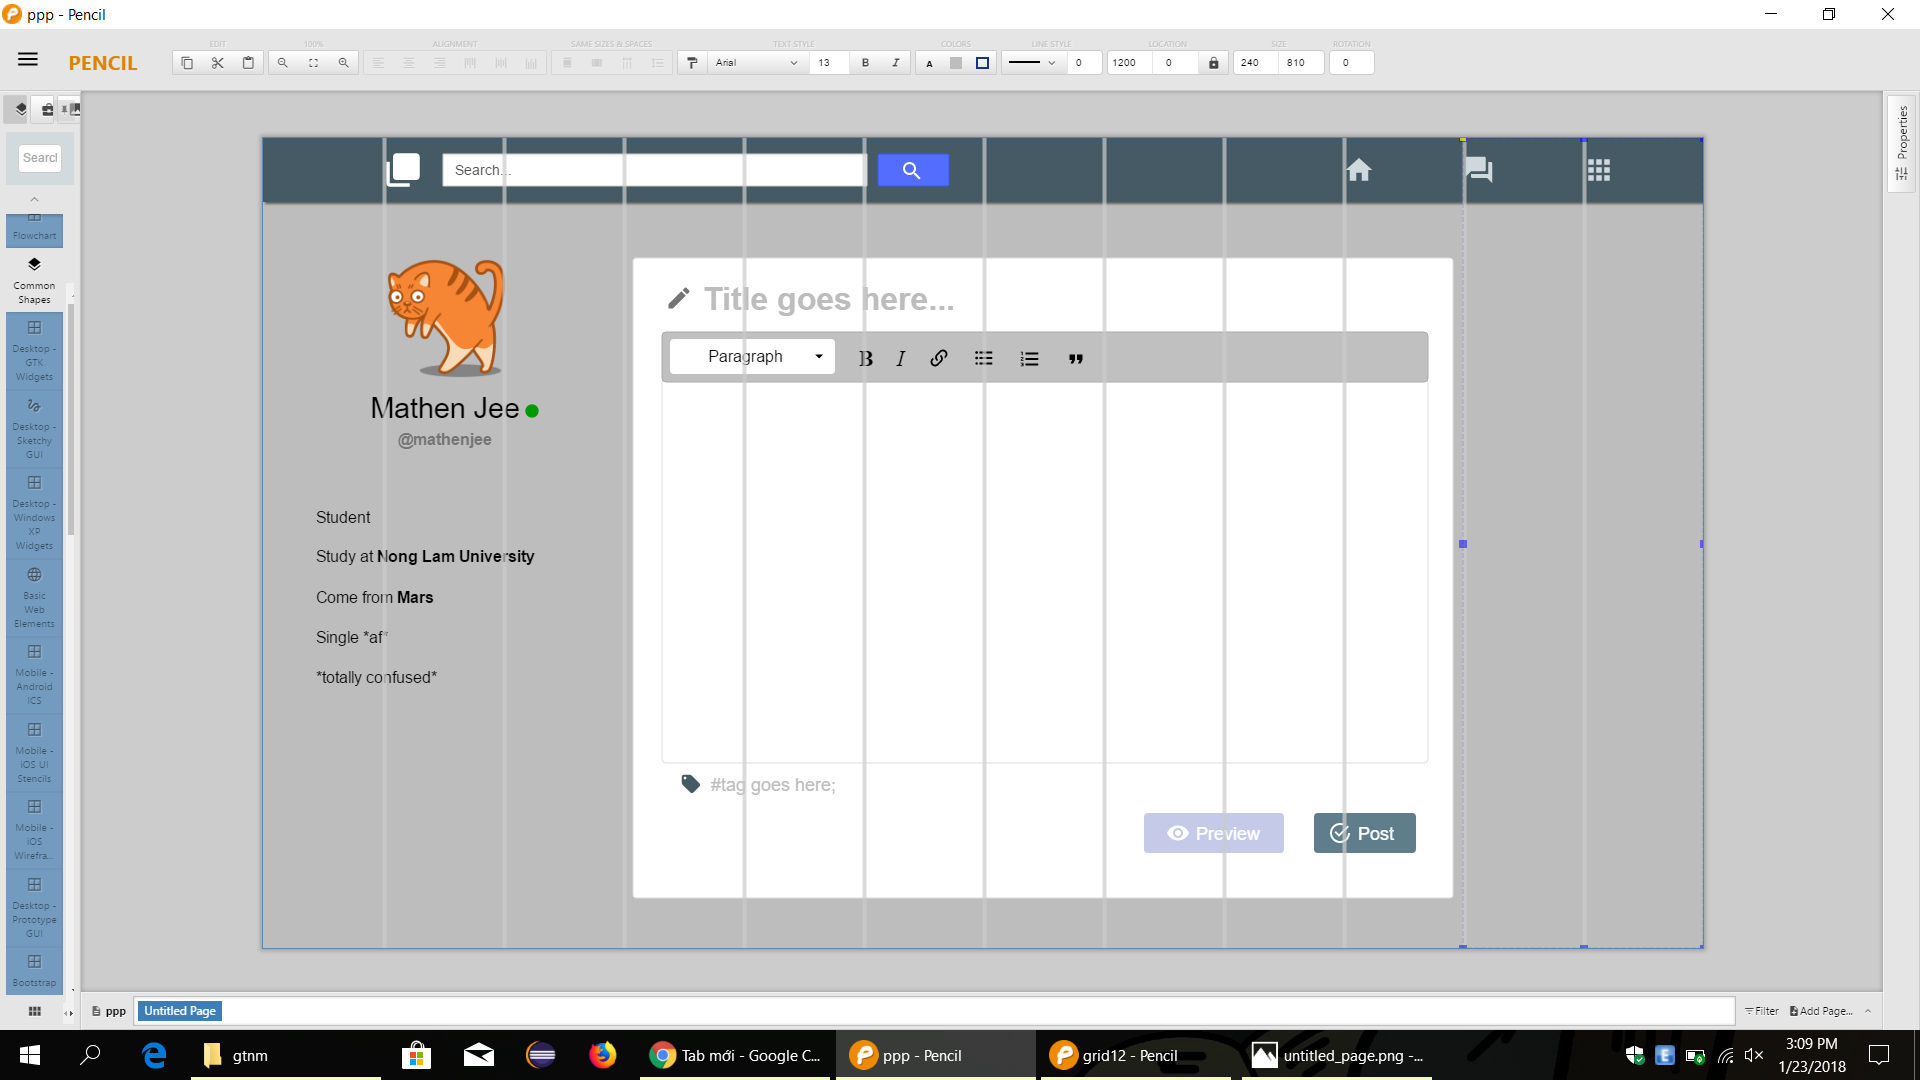 ppp - Pencil
PENCIL
EDIT
100%
ALIGNMENT
SAME SIZES & SPACES
TEXT STYLE
COLORS
LINE STYLE
LOCATION
SIZE
ROTATION
Arial
13
B
I
A
0
1200
0
240
810
0
Properties
Searcl
Flowchart
Common
Shapes
Desktop -
GTK
Widgets
Desktop -
Sketchy
GUI
Desktop -
Windows
XP
Widgets
Basic
Web
Elements
Mobile -
Android
ICS
Mobile -
iOS UI
Stencils
Mobile -
iOS
Wirefra...
Desktop -
Prototype
GUI
Bootstrap
Search...
Mathen Jee
@mathenjee
Student
Study at Nong Lam University
Come from Mars
Single *af*
*totally confused*
Title goes here...
Paragraph
B
I
#tag goes here;
Preview
Post
ppp
Untitled Page
Filter
Add Page...
gtnm
Tab mới - Google C...
ppp - Pencil
grid12 - Pencil
untitled_page.png -...
3:09 PM
1/23/2018